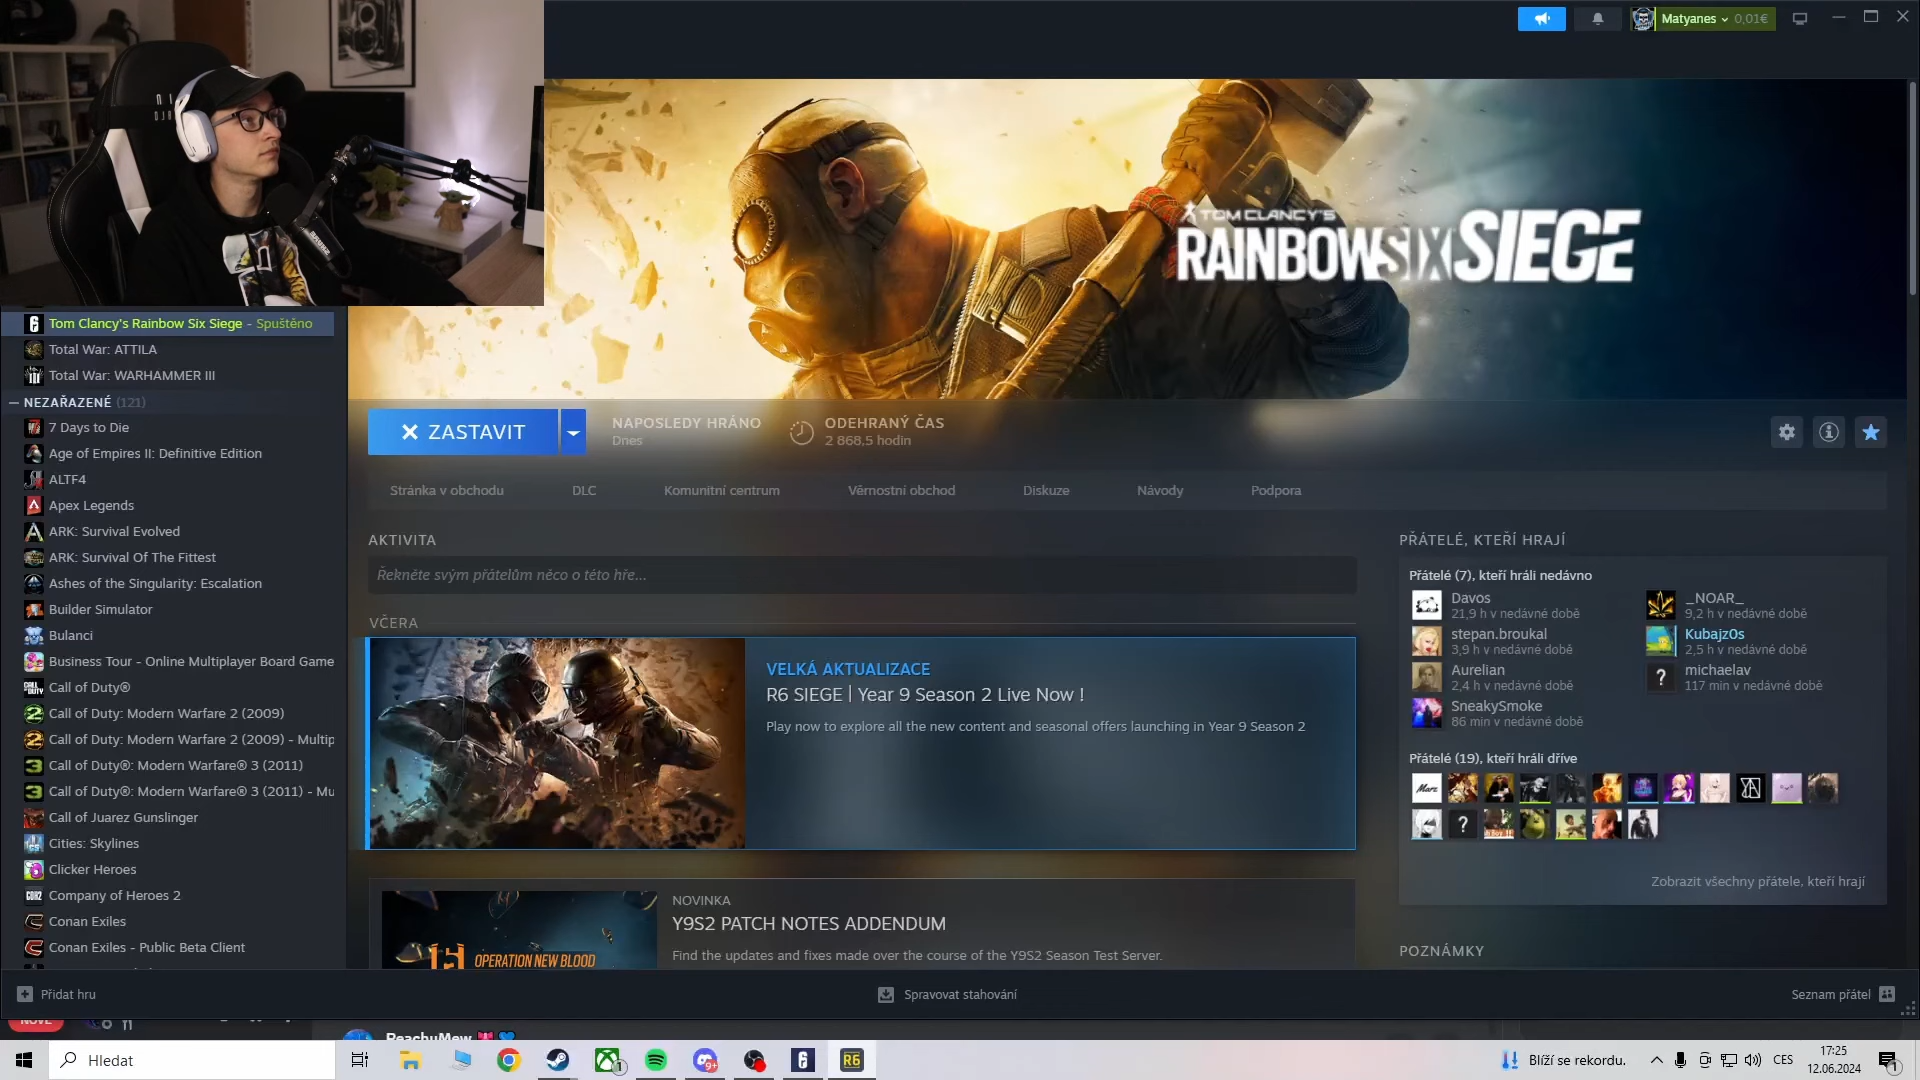 Matyanes 0,01€
TOM CLANCY'S
RAINBOWSIX SIEGE
Tom Clancy's Rainbow Six Siege - Spuštěno
Total War: ATTILA
Total War: WARHAMMER III
NEZAŘAZENÉ (121)
7 Days to Die
Age of Empires II: Definitive Edition
ALTF4
Apex Legends
ARK: Survival Evolved
ARK: Survival Of The Fittest
Ashes of the Singularity: Escalation
Builder Simulator
Bulanci
Business Tour - Online Multiplayer Board Game
Call of Duty®
Call of Duty: Modern Warfare 2 (2009)
Call of Duty: Modern Warfare 2 (2009) - Multip
Call of Duty®: Modern Warfare® 3 (2011)
Call of Duty®: Modern Warfare® 3 (2011) - Mu
Call of Juarez Gunslinger
Cities: Skylines
Clicker Heroes
Company of Heroes 2
Conan Exiles
Conan Exiles - Public Beta Client
ZASTAVIT
NAPOSLEDY HRÁNO
Dnes
ODEHRANÝ ČAS
2 868,5 hodin
Stránka v obchodu DLC Komunitní centrum Věrnostní obchod Diskuze Návody Podpora
AKTIVITA
Řekněte svým přátelům něco o této hře...
VČERA
VELKÁ AKTUALIZACE
R6 SIEGE | Year 9 Season 2 Live Now !
Play now to explore all the new content and seasonal offers launching in Year 9 Season 2
NOVINKA
Y9S2 PATCH NOTES ADDENDUM
Find the updates and fixes made over the course of the Y9S2 Season Test Server.
OPERATION NEW BLOOD
PŘÁTELÉ, KTEŘÍ HRAJÍ
Přátelé (7), kteří hráli nedávno
Davos
21,9 h v nedávné době
_NOAR_
9,2 h v nedávné době
stepan.broukal
3,9 h v nedávné době
Kubajz0s
2,5 h v nedávné době
Aurelian
2,4 h v nedávné době
michaelav
117 min v nedávné době
SneakySmoke
86 min v nedávné době
Přátelé (19), kteří hráli dříve
Zobrazit všechny přátele, kteří hrají
POZNÁMKY
Přidat hru
Spravovat stahování
Seznam přátel
PeachyMew
Hledat
R6
Blíží se rekordu.
CES
17:25
12.06.2024